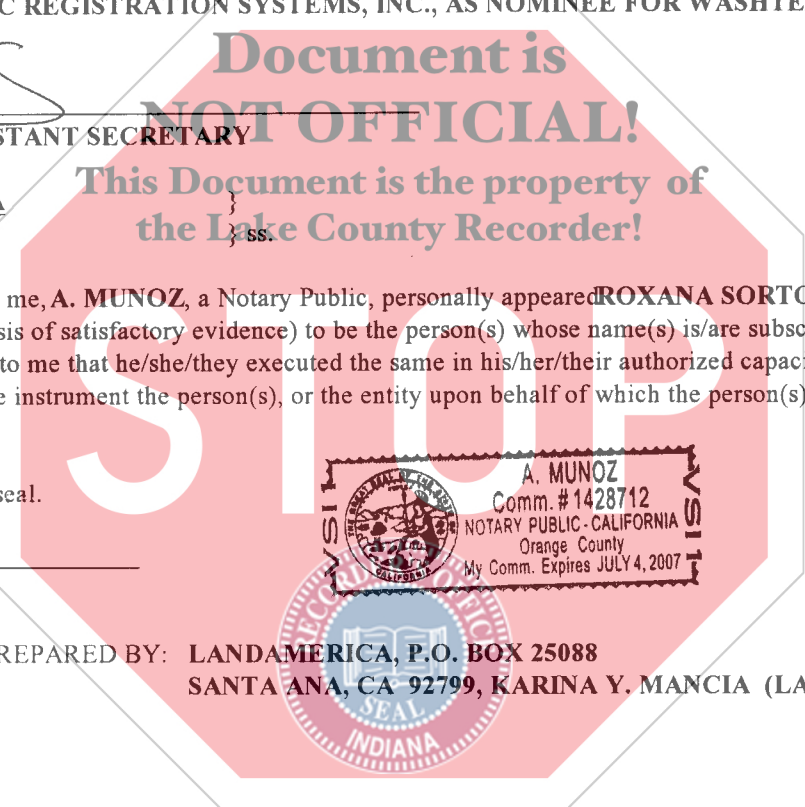 C REGISTRATION SYSTEMS, INC., AS NOMINEE FOR WASHTE
Document is
NOT OFFICIAL!
STANT SECRETARY
This Document is the property of
the Lake County Recorder!
A }
} ss.
me, A. MUNOZ, a Notary Public, personally appeared ROXANA SORTO
sis of satisfactory evidence) to be the person(s) whose name(s) is/are subsc
to me that he/she/they executed the same in his/her/their authorized capaci
e instrument the person(s), or the entity upon behalf of which the person(s)
STOP
seal.
VSI1
A. MUNOZ
Comm. # 1428712
NOTARY PUBLIC - CALIFORNIA
Orange County
My Comm. Expires JULY 4, 2007
VSI1
CALIFORNIA
REPARED BY: LANDAMERICA, P.O. BOX 25088
SANTA ANA, CA 92799, KARINA Y. MANCIA (LA
SEAL
INDIANA